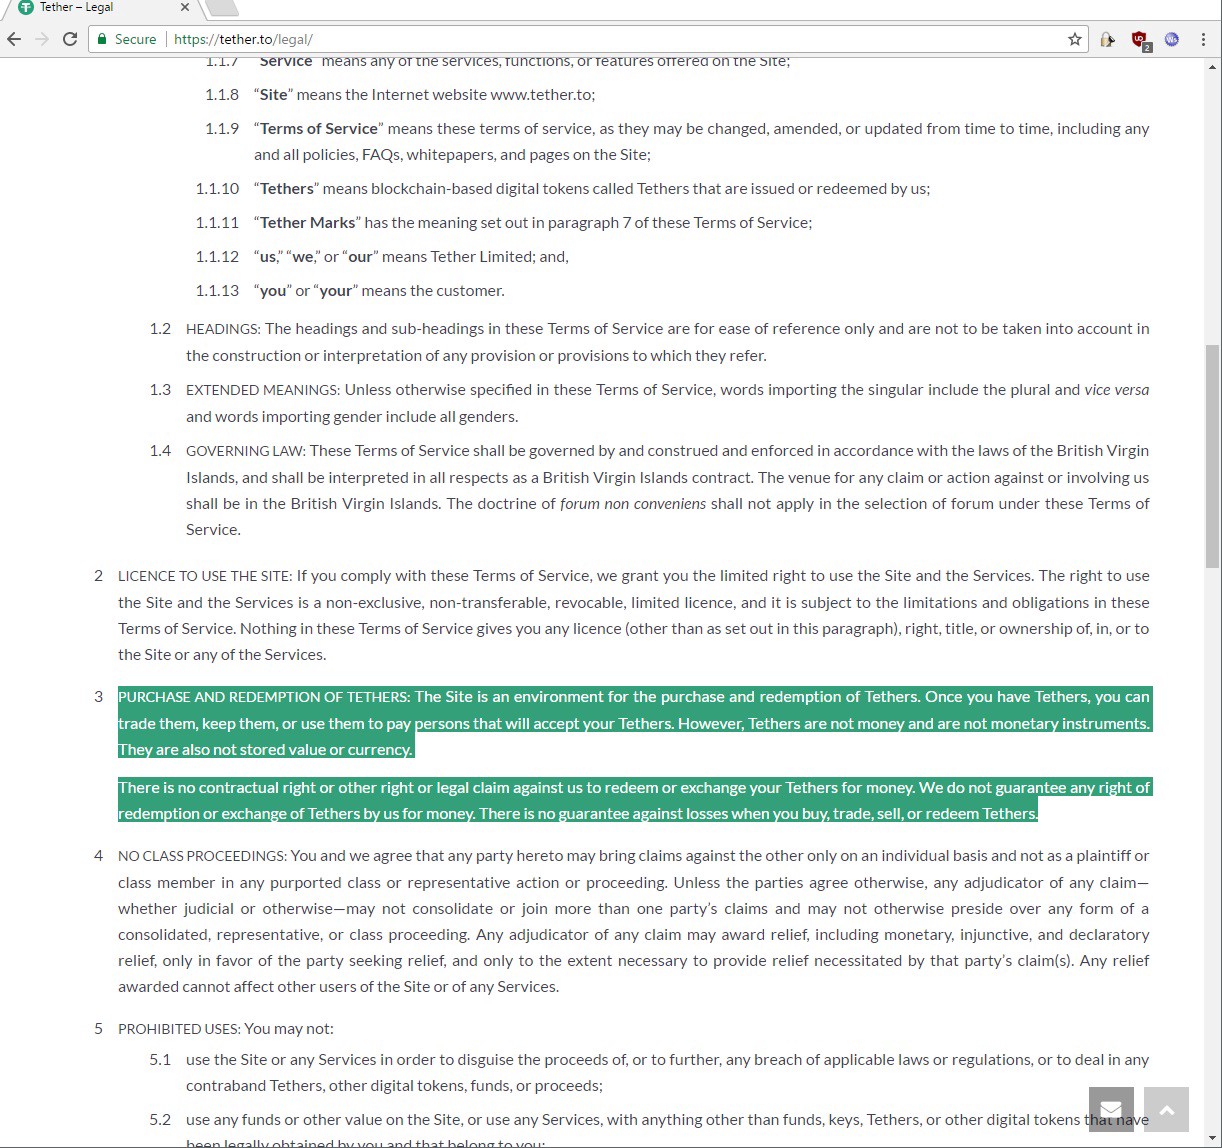 Tether – Legal
Secure https://tether.to/legal/
2
1.1.7 “Service” means any of the services, functions, or features offered on the Site;
1.1.8 “Site” means the Internet website www.tether.to;
1.1.9 “Terms of Service” means these terms of service, as they may be changed, amended, or updated from time to time, including any
and all policies, FAQs, whitepapers, and pages on the Site;
1.1.10 “Tethers” means blockchain-based digital tokens called Tethers that are issued or redeemed by us;
1.1.11 “Tether Marks” has the meaning set out in paragraph 7 of these Terms of Service;
1.1.12 “us,” “we,” or “our” means Tether Limited; and,
1.1.13 “you” or “your” means the customer.
1.2 HEADINGS: The headings and sub-headings in these Terms of Service are for ease of reference only and are not to be taken into account in
the construction or interpretation of any provision or provisions to which they refer.
1.3 EXTENDED MEANINGS: Unless otherwise specified in these Terms of Service, words importing the singular include the plural and vice versa
and words importing gender include all genders.
1.4 GOVERNING LAW: These Terms of Service shall be governed by and construed and enforced in accordance with the laws of the British Virgin
Islands, and shall be interpreted in all respects as a British Virgin Islands contract. The venue for any claim or action against or involving us
shall be in the British Virgin Islands. The doctrine of forum non conveniens shall not apply in the selection of forum under these Terms of
Service.
2 LICENCE TO USE THE SITE: If you comply with these Terms of Service, we grant you the limited right to use the Site and the Services. The right to use
the Site and the Services is a non-exclusive, non-transferable, revocable, limited licence, and it is subject to the limitations and obligations in these
Terms of Service. Nothing in these Terms of Service gives you any licence (other than as set out in this paragraph), right, title, or ownership of, in, or to
the Site or any of the Services.
3 PURCHASE AND REDEMPTION OF TETHERS: The Site is an environment for the purchase and redemption of Tethers. Once you have Tethers, you can
trade them, keep them, or use them to pay persons that will accept your Tethers. However, Tethers are not money and are not monetary instruments.
They are also not stored value or currency.
There is no contractual right or other right or legal claim against us to redeem or exchange your Tethers for money. We do not guarantee any right of
redemption or exchange of Tethers by us for money. There is no guarantee against losses when you buy, trade, sell, or redeem Tethers.
4 NO CLASS PROCEEDINGS: You and we agree that any party hereto may bring claims against the other only on an individual basis and not as a plaintiff or
class member in any purported class or representative action or proceeding. Unless the parties agree otherwise, any adjudicator of any claim—
whether judicial or otherwise—may not consolidate or join more than one party’s claims and may not otherwise preside over any form of a
consolidated, representative, or class proceeding. Any adjudicator of any claim may award relief, including monetary, injunctive, and declaratory
relief, only in favor of the party seeking relief, and only to the extent necessary to provide relief necessitated by that party’s claim(s). Any relief
awarded cannot affect other users of the Site or of any Services.
5 PROHIBITED USES: You may not:
5.1 use the Site or any Services in order to disguise the proceeds of, or to further, any breach of applicable laws or regulations, or to deal in any
contraband Tethers, other digital tokens, funds, or proceeds;
5.2 use any funds or other value on the Site, or use any Services, with anything other than funds, keys, Tethers, or other digital tokens that have
been legally obtained by you and that belong to you;